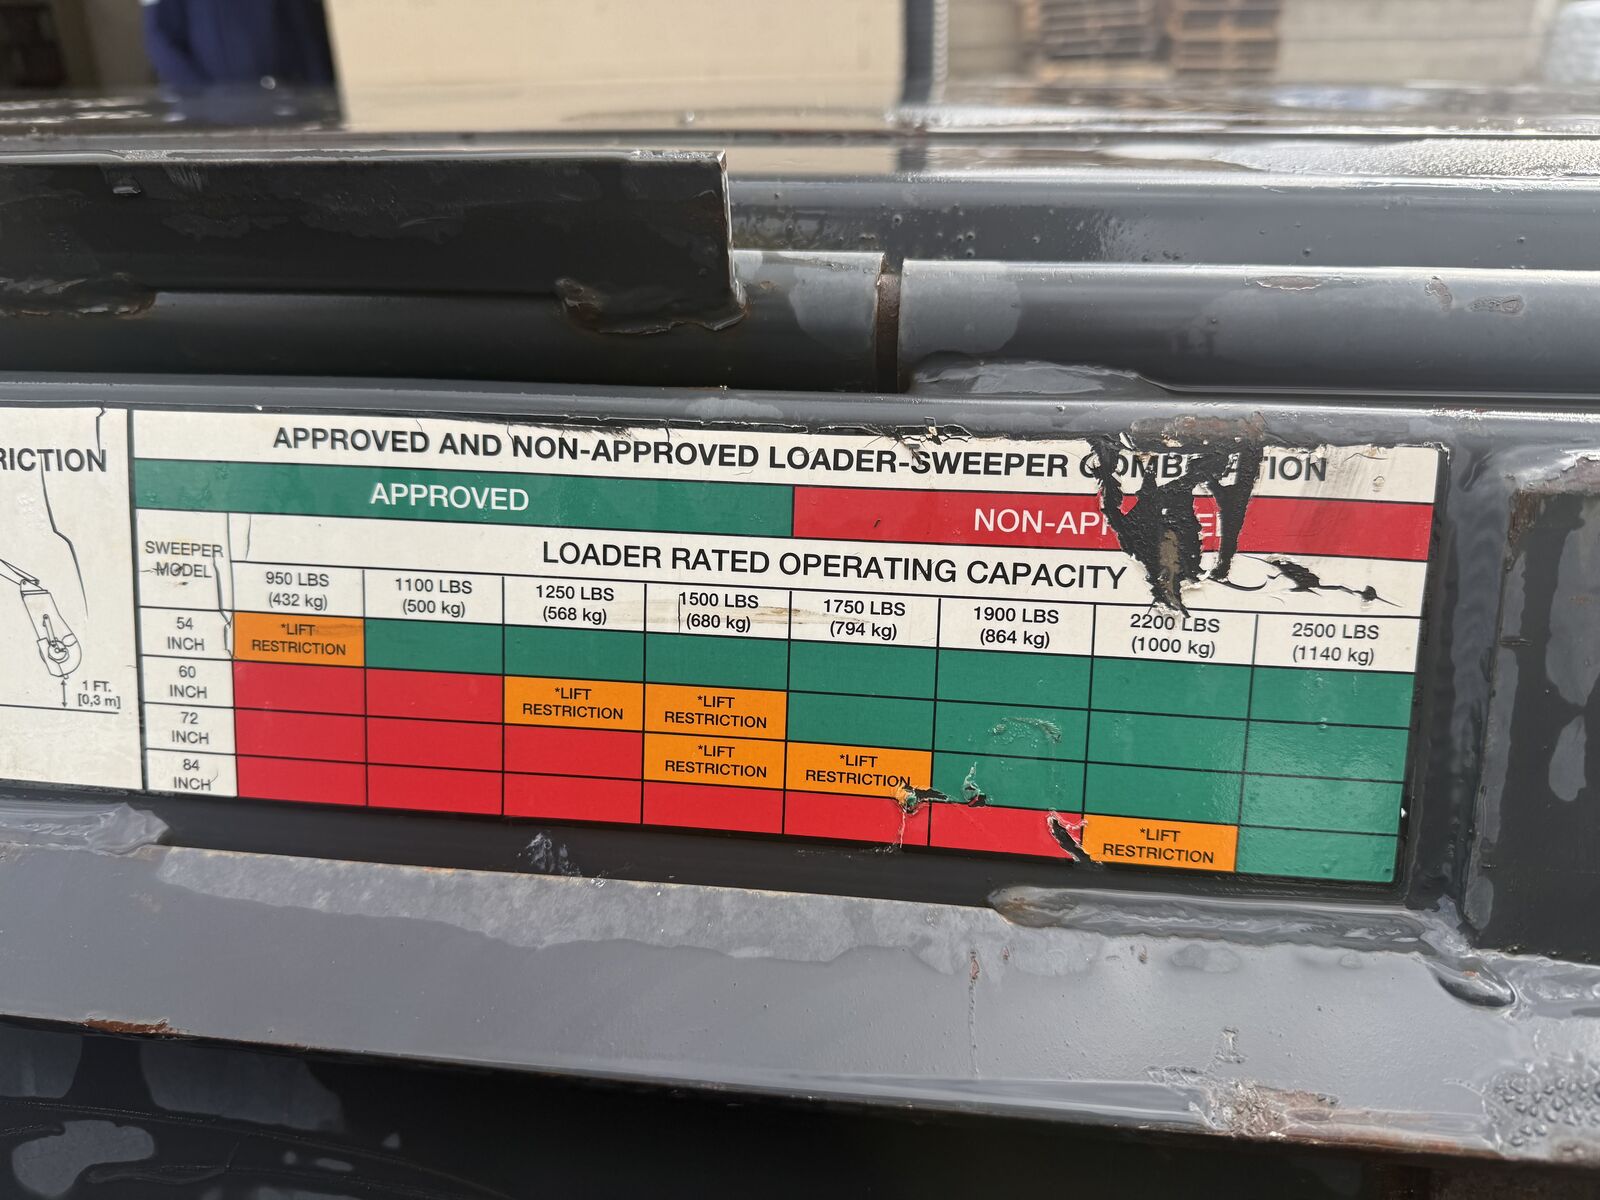 RICTION
1 FT.
[0,3 m]
APPROVED AND NON-APPROVED LOADER-SWEEPER
APPROVED
LOADER RATED OPERATING CAPACITY
SWEEPER
MODEL
950 LBS
(432 kg)
1100 LBS
(500 kg)
1250 LBS
(568 kg)
1500 LBS
(680 kg)
1750 LBS
(794 kg)
1900 LBS
(864 kg)
2200 LBS
(1000 kg)
2500 LBS
(1140 kg)
54
INCH
*LIFT
RESTRICTION
60
INCH
*LIFT
RESTRICTION
*LIFT
RESTRICTION
72
INCH
*LIFT
RESTRICTION
*LIFT
RESTRICTION
84
INCH
*LIFT
RESTRICTION